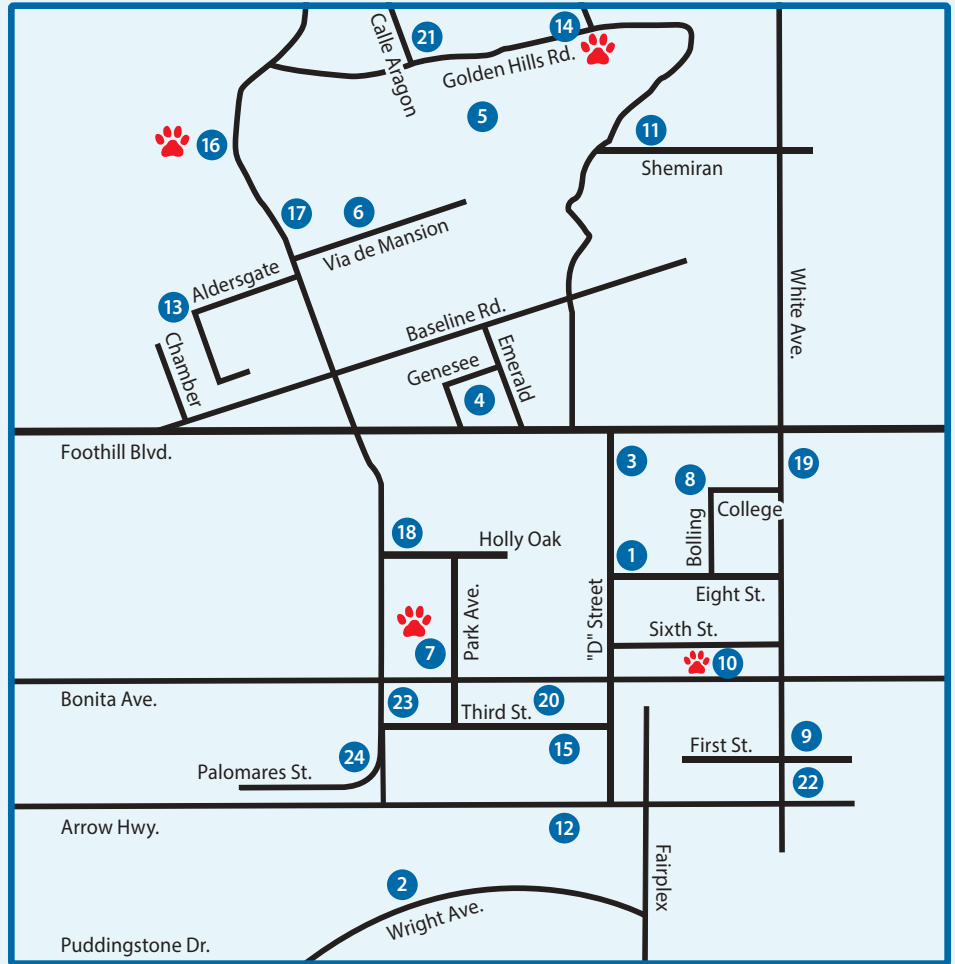 Calle Aragon
21
14
Golden Hills Rd.
5
16
11
Shemiran
17
6
Via de Mansion
Aldersgate
13
Chamber
Baseline Rd.
White Ave.
Genesee
Emerald
4
Foothill Blvd.
3
19
8
College
Bolling
18
Holly Oak
1
Eight St.
"D" Street
Park Ave.
Sixth St.
7
10
Bonita Ave.
23
20
Third St.
15
9
First St.
24
Palomares St.
22
Arrow Hwy.
12
Fairplex
2
Wright Ave.
Puddingstone Dr.